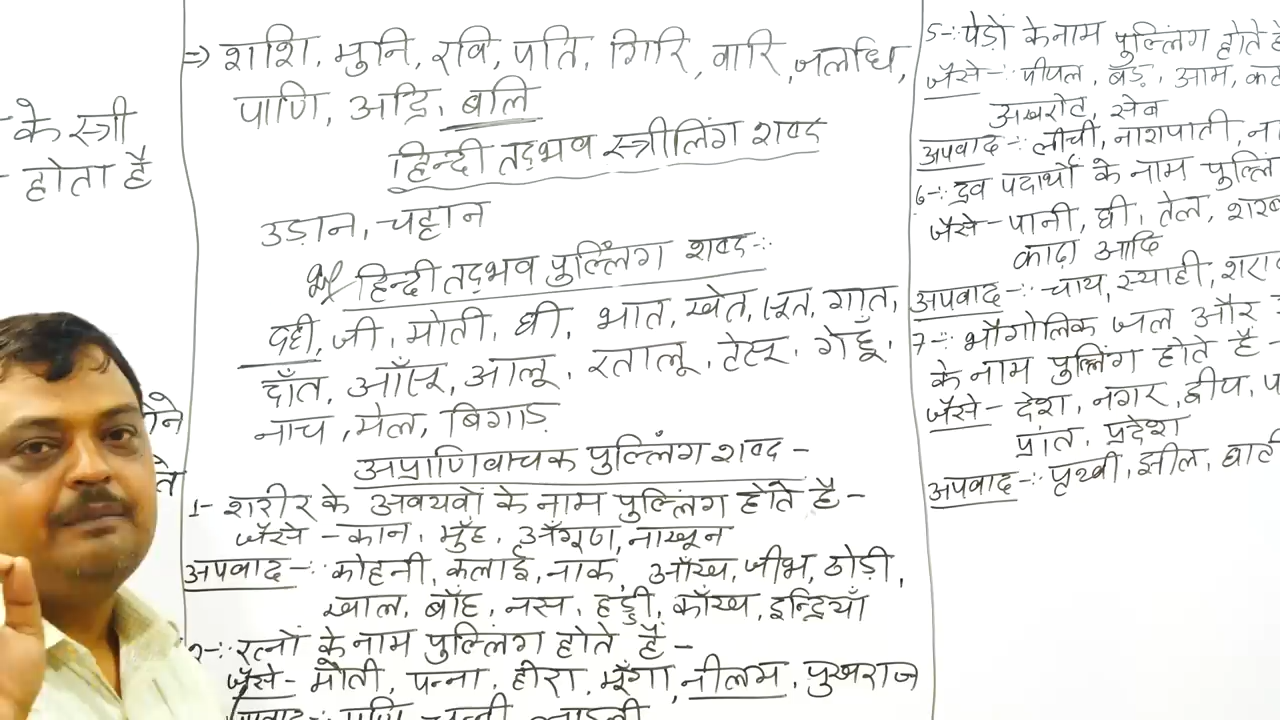 के स्त्री
होता है
ने
ते
=> शशि, मुनि, रवि, पति, गिरि, वारि, जलधि,
पाणि, अद्रि, बलि
हिन्दी तद्भव स्त्रीलिंग शब्द
उड़ान, चट्टान
हिन्दी तद्भव पुल्लिंग शब्द-:
दही, जी, मोती, घी, भात, खेत, सूत, गात,
दाँत, आँसू, आलू, रतालू, टेसू, गेहूँ,
नाच, मेल, बिगाड़
अप्राणिवाचक पुल्लिंग शब्द -
1- शरीर के अवयवों के नाम पुल्लिंग होते है -
जैसे - कान, मुँह, नाखून
अपवाद -: कोहनी, कलाई, नाक, आँख, जीभ, ठोड़ी,
खाल, बाँह, नस, हड्डी, काँख, इन्द्रियाँ
२-: रत्नों के नाम पुल्लिंग होते है -
जैसे - मोती, पन्ना, हीरा, मूँगा, नीलम, पुखराज
5-: पेड़ों के नाम पुल्लिंग होते
जैसे -: पीपल, बड़, आम,
अखरोट, सेब
अपवाद -: लीची, नाशपाती,
6-: द्रव पदार्थों के नाम
जैसे - पानी, घी, तेल,
काढ़ा आदि
अपवाद -: चाय, स्याही,
7-: भौगोलिक जल और
के नाम पुल्लिंग होते है -
जैसे - देश, नगर, द्वीप,
प्रांत, प्रदेश
अपवाद -: पृथ्वी, झील,